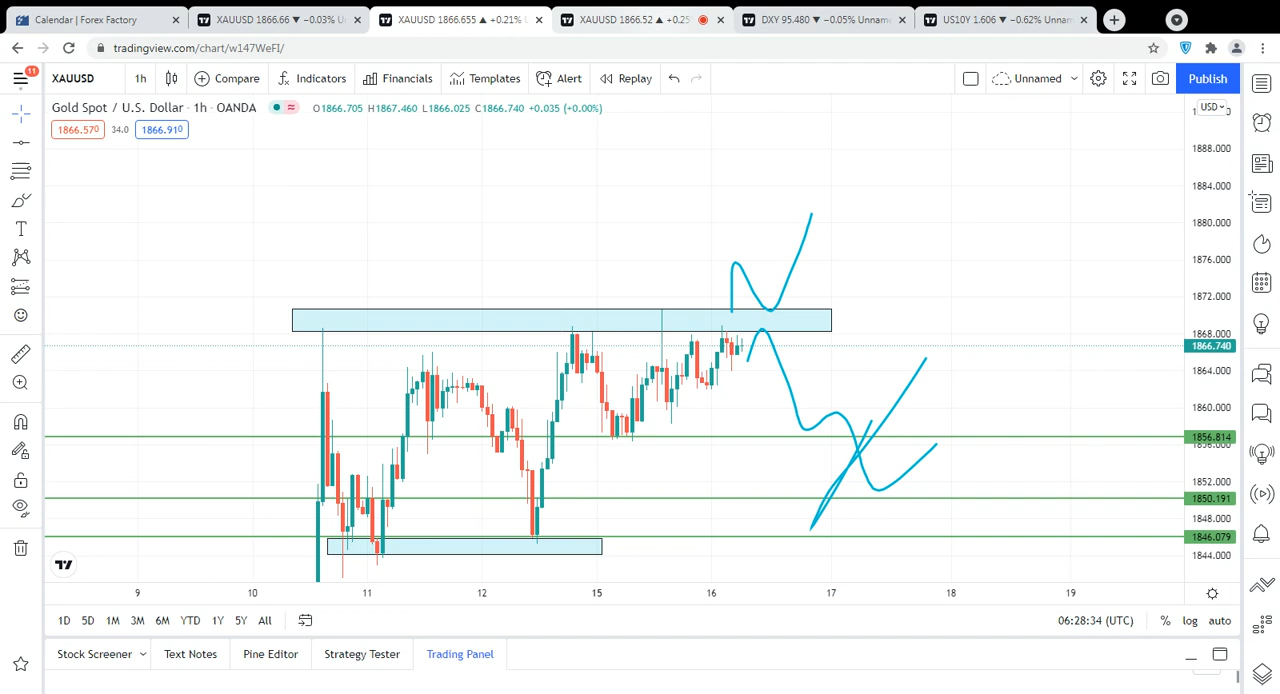 Calendar | Forex Factory
XAUUSD 1866.66 ▼ −0.03% U
XAUUSD 1866.655 ▲ +0.21% U
XAUUSD 1866.52 ▲ +0.25
DXY 95.480 ▼ −0.05% Unnam
US10Y 1.606 ▼ −0.62% Unnam
tradingview.com/chart/w147WeFI/
11
XAUUSD 1h Compare Indicators Financials Templates Alert Replay Unnamed Publish
Gold Spot / U.S. Dollar · 1h · OANDA O1866.705 H1867.460 L1866.025 C1866.740 +0.035 (+0.00%)
USD
1866.570 34.0 1866.910
1888.000
1884.000
1880.000
1876.000
1872.000
1868.000
1866.740
1864.000
1860.000
1856.814
1856.000
1852.000
1850.191
1848.000
1846.079
1844.000
9 10 11 12 15 16 17 18 19
1D 5D 1M 3M 6M YTD 1Y 5Y All 06:28:34 (UTC) % log auto
Stock Screener Text Notes Pine Editor Strategy Tester Trading Panel